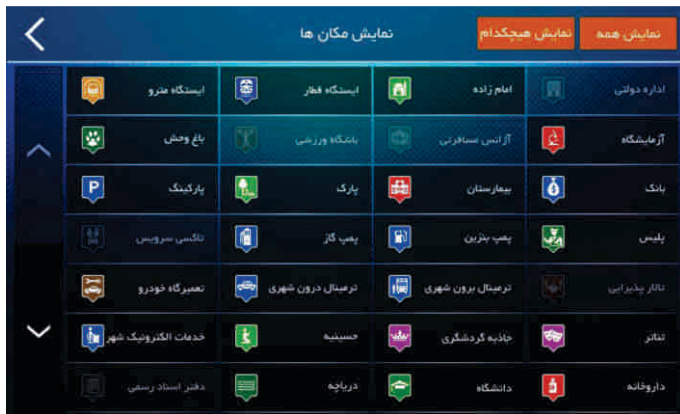 نمایش همه
نمایش هیچکدام
نمایش مکان ها
اداره دولتی
امام زاده
ایستگاه قطار
ایستگاه مترو
آزمایشگاه
آژانس مسافرتی
باشگاه ورزشی
باغ وحش
بانک
بیمارستان
پارک
پارکینگ
P
پلیس
پمپ بنزین
پمپ گاز
تاکسی سرویس
تالار پذیرایی
ترمینال برون شهری
ترمینال درون شهری
تعمیرگاه خودرو
تئاتر
جاذبه گردشگری
حسینیه
خدمات الکترونیک شهر
داروخانه
دانشگاه
دریاچه
دفتر اسناد رسمی